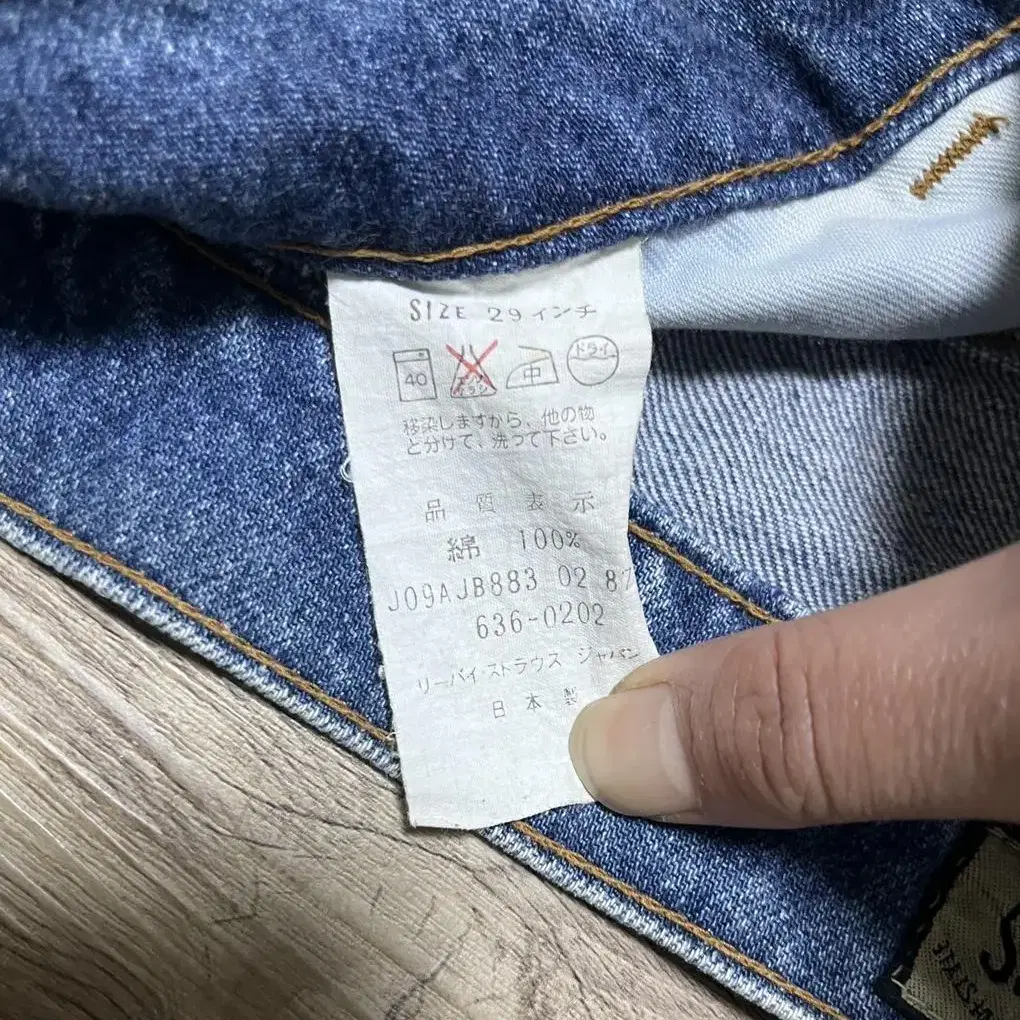 SIZE 29 インチ
40 中 ドライ
移染しますから、他の物
と分けて、洗って下さい。
品質表示
綿 100%
J09AJB883 02 87
636-0202
リーバイ・ストラウス ジャパン
日本製